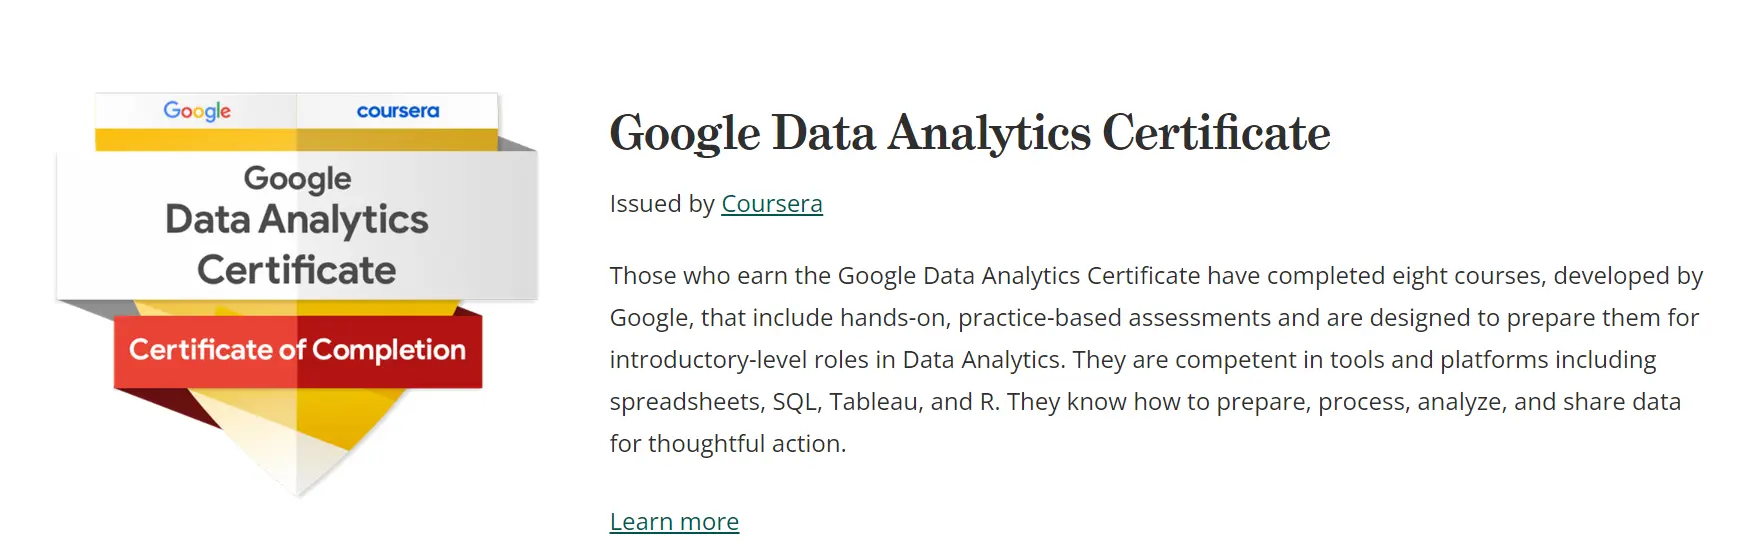 Google
coursera
Google
Data Analytics
Certificate
Certificate of Completion
Google Data Analytics Certificate
Issued by Coursera
Those who earn the Google Data Analytics Certificate have completed eight courses, developed by
Google, that include hands-on, practice-based assessments and are designed to prepare them for
introductory-level roles in Data Analytics. They are competent in tools and platforms including
spreadsheets, SQL, Tableau, and R. They know how to prepare, process, analyze, and share data
for thoughtful action.
Learn more